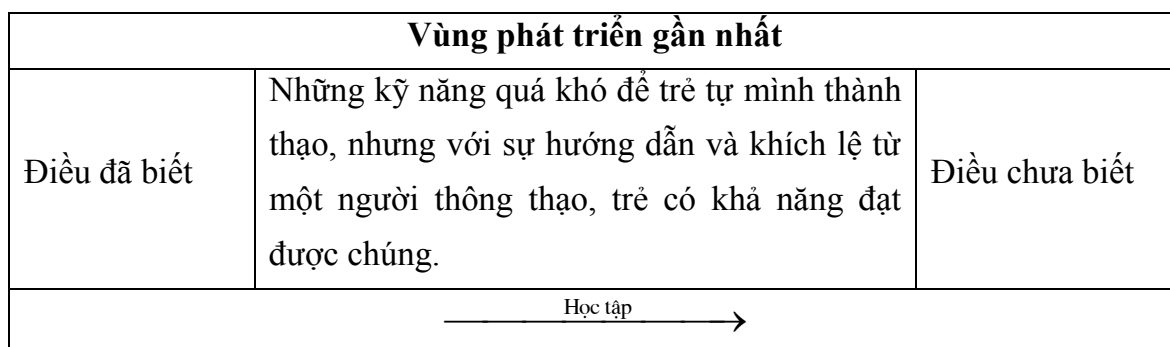 Vùng phát triển gần nhất
Điều đã biết
Những kỹ năng quá khó để trẻ tự mình thành
thạo, nhưng với sự hướng dẫn và khích lệ từ
một người thông thạo, trẻ có khả năng đạt
được chúng.
Điều chưa biết
Học tập